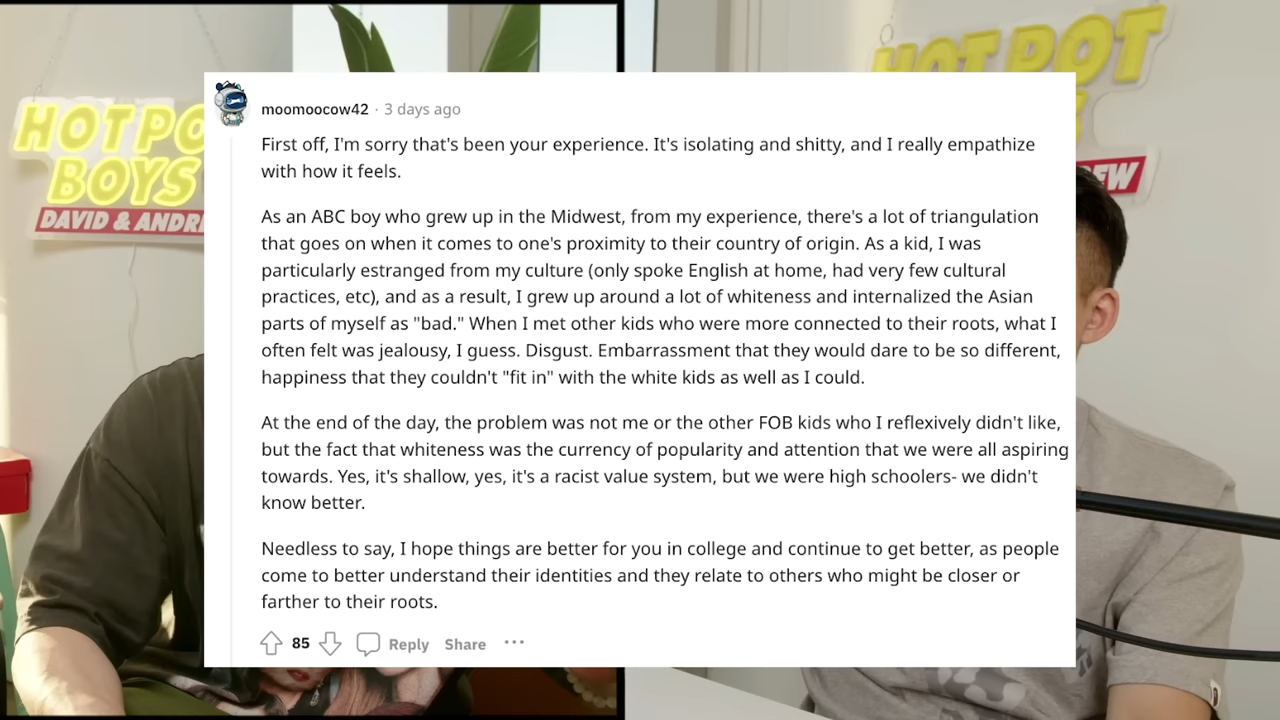 HOT PO
BOYS
DAVID & ANDR
HOT POT
EW
moomoocow42 · 3 days ago
First off, I'm sorry that's been your experience. It's isolating and shitty, and I really empathize
with how it feels.
As an ABC boy who grew up in the Midwest, from my experience, there's a lot of triangulation
that goes on when it comes to one's proximity to their country of origin. As a kid, I was
particularly estranged from my culture (only spoke English at home, had very few cultural
practices, etc), and as a result, I grew up around a lot of whiteness and internalized the Asian
parts of myself as "bad." When I met other kids who were more connected to their roots, what I
often felt was jealousy, I guess. Disgust. Embarrassment that they would dare to be so different,
happiness that they couldn't "fit in" with the white kids as well as I could.
At the end of the day, the problem was not me or the other FOB kids who I reflexively didn't like,
but the fact that whiteness was the currency of popularity and attention that we were all aspiring
towards. Yes, it's shallow, yes, it's a racist value system, but we were high schoolers- we didn't
know better.
Needless to say, I hope things are better for you in college and continue to get better, as people
come to better understand their identities and they relate to others who might be closer or
farther to their roots.
85 Reply Share ···